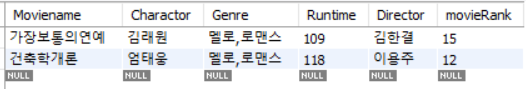 Moviename Charactor Genre Runtime Director movieRank
가장보통의연예 김래원 멜로,로맨스 109 김한결 15
건축학개론 엄태웅 멜로,로맨스 118 이용주 12
NULL NULL NULL NULL NULL NULL